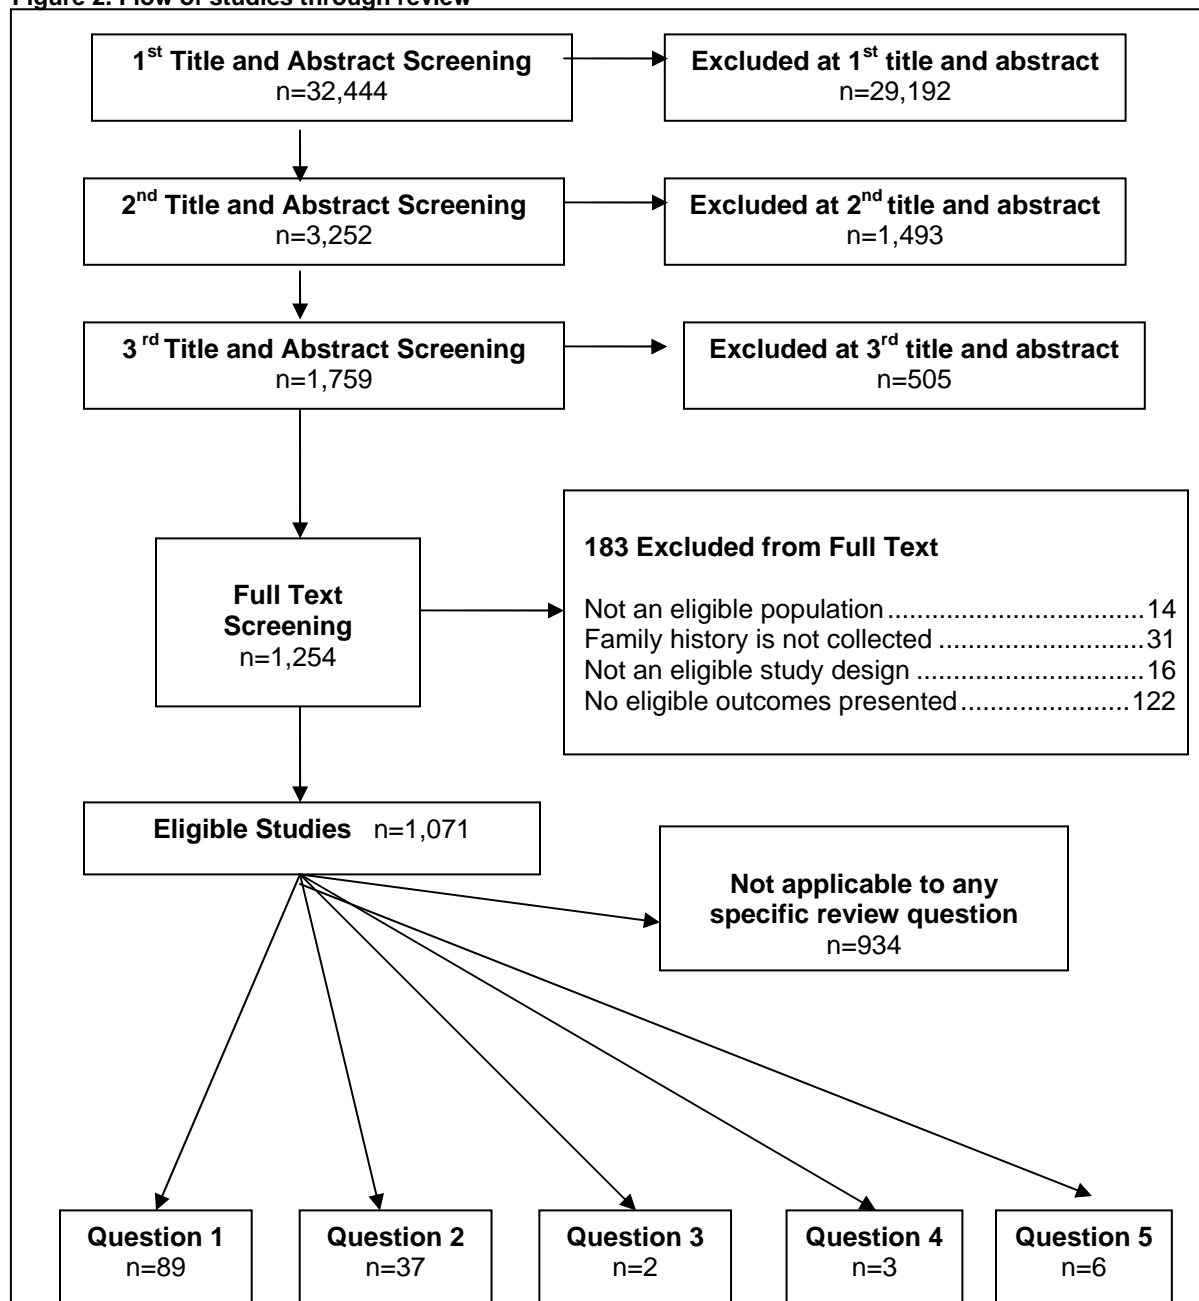 Figure 2. Flow of studies through review
1st Title and Abstract Screening
n=32,444
Excluded at 1st title and abstract
n=29,192
2nd Title and Abstract Screening
n=3,252
Excluded at 2nd title and abstract
n=1,493
3 rd Title and Abstract Screening
n=1,759
Excluded at 3rd title and abstract
n=505
Full Text
Screening
n=1,254
183 Excluded from Full Text
Not an eligible population..................................14
Family history is not collected ...........................31
Not an eligible study design ..............................16
No eligible outcomes presented......................122
Eligible Studies n=1,071
Not applicable to any
specific review question
n=934
Question 1
n=89
Question 2
n=37
Question 3
n=2
Question 4
n=3
Question 5
n=6